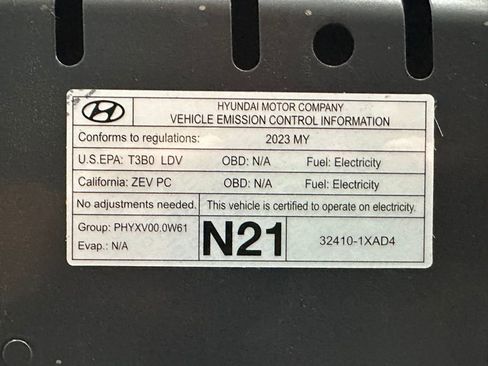 HYUNDAI MOTOR COMPANY
VEHICLE EMISSION CONTROL INFORMATION
Conforms to regulations: 2023 MY
U.S.EPA: T3B0 LDV OBD: N/A Fuel: Electricity
California: ZEV PC OBD: N/A Fuel: Electricity
No adjustments needed. This vehicle is certified to operate on electricity.
Group: PHYXV00.0W61
Evap.: N/A
N21
32410-1XAD4